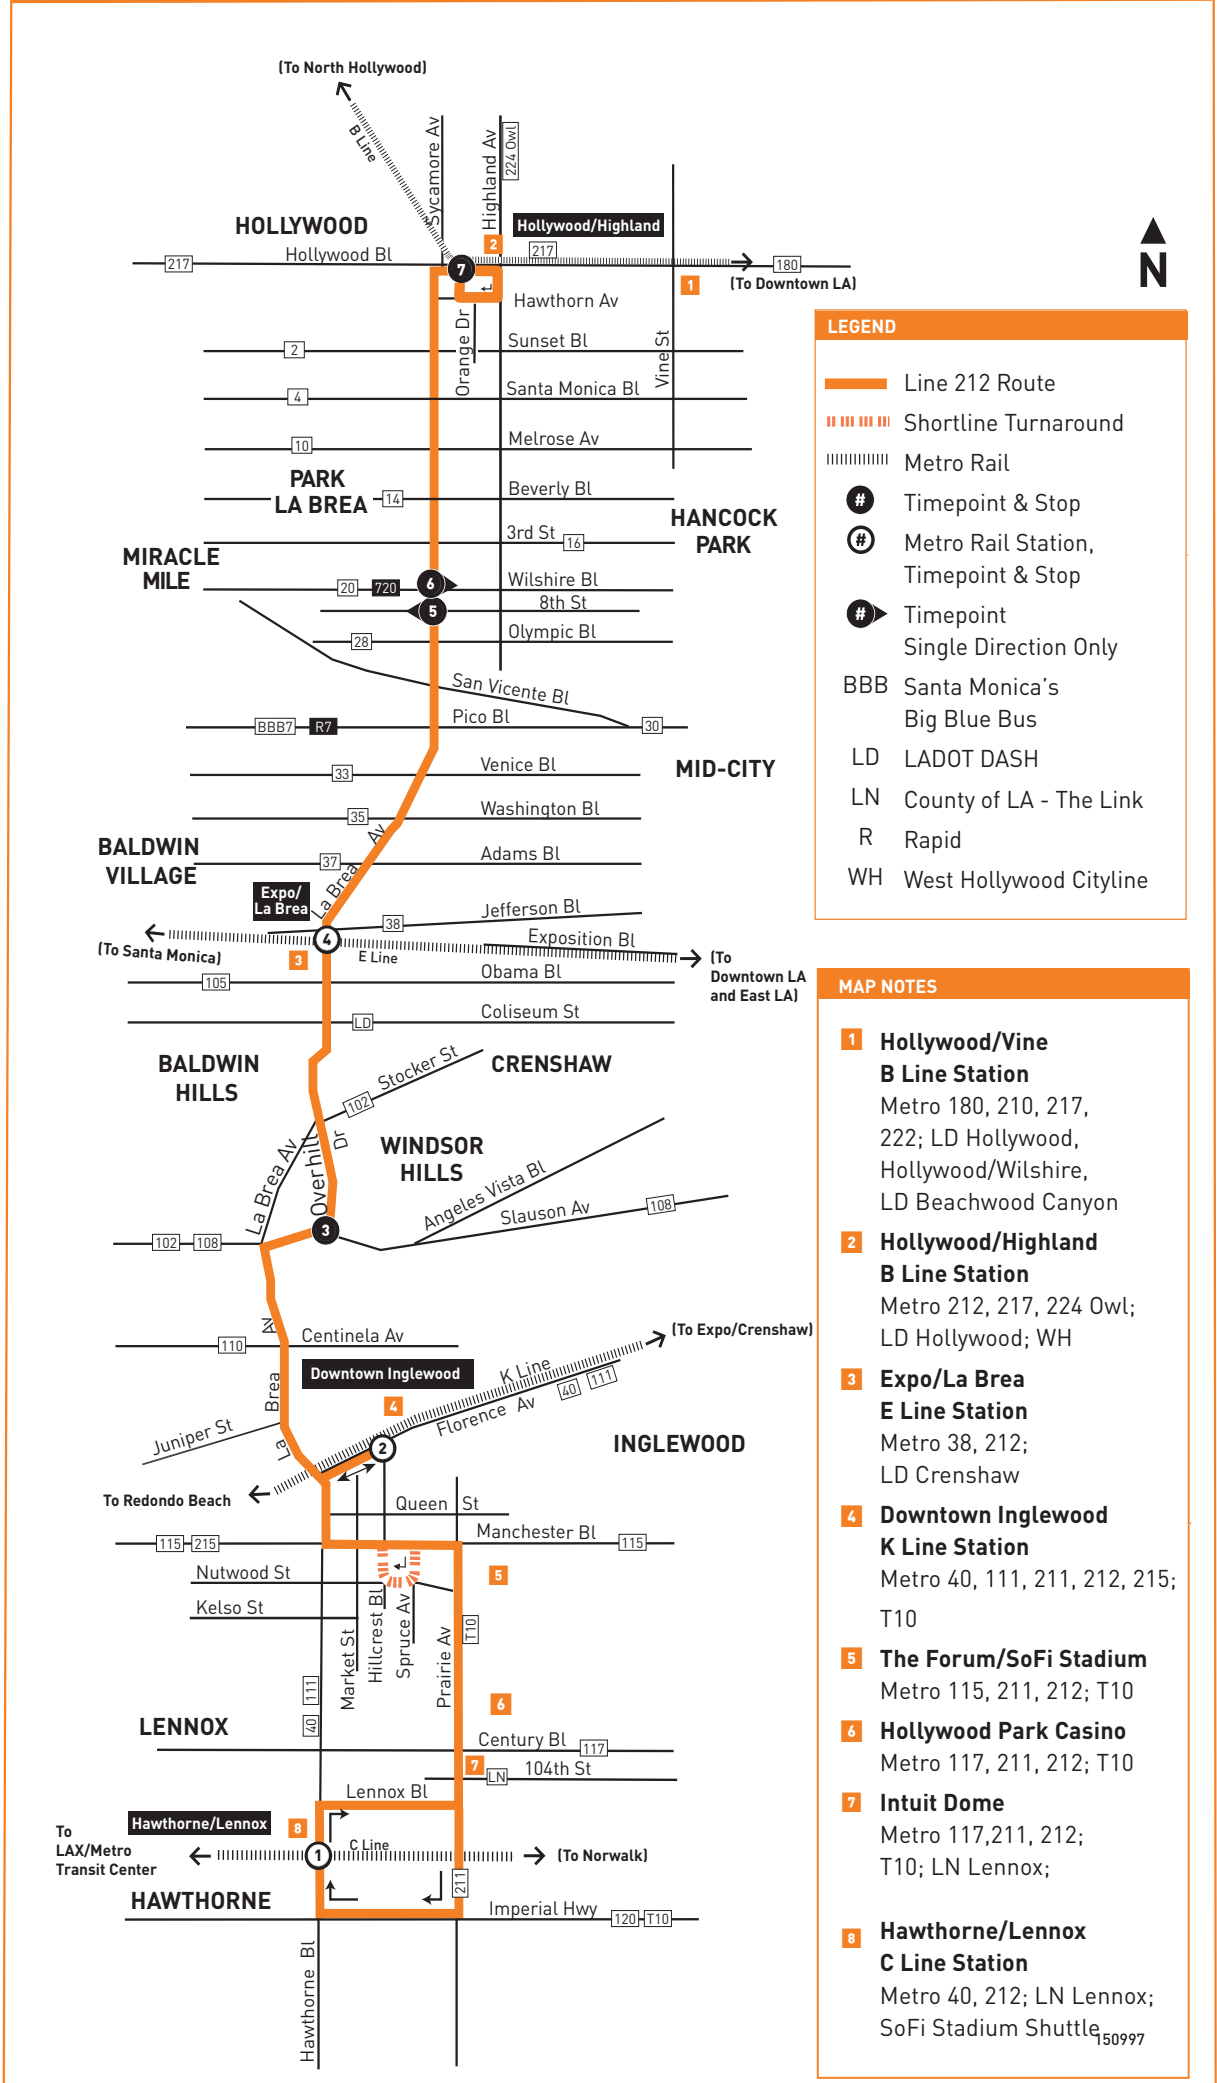 (To North Hollywood)
B Line
Sycamore Av
Highland Av
224 Owl
HOLLYWOOD
Hollywood/Highland
2
Hollywood Bl
217
217
7
180
(To Downtown LA)
1
N
Hawthorn Av
Orange Dr
Vine St
2
Sunset Bl
4
Santa Monica Bl
10
Melrose Av
PARK
LA BREA
14
Beverly Bl
HANCOCK
PARK
3rd St
16
MIRACLE
MILE
20
720
6
Wilshire Bl
5
8th St
28
Olympic Bl
San Vicente Bl
BBB7
R7
Pico Bl
30
33
Venice Bl
MID-CITY
35
Washington Bl
BALDWIN
VILLAGE
37
Adams Bl
La Brea Av
Expo/
La Brea
38
Jefferson Bl
4
Exposition Bl
(To Santa Monica)
3
E Line
(To
Downtown LA
and East LA)
105
Obama Bl
LD
Coliseum St
BALDWIN
HILLS
Stocker St
102
CRENSHAW
La Brea Av
Overhill Dr
WINDSOR
HILLS
Angeles Vista Bl
Slauson Av
108
3
102
108
110
Centinela Av
(To Expo/Crenshaw)
Downtown Inglewood
K Line
40
111
4
Florence Av
La Brea Av
Juniper St
2
INGLEWOOD
To Redondo Beach
Queen St
115
215
Manchester Bl
115
Nutwood St
5
Kelso St
Market St
Hillcrest Bl
Spruce Av
Prairie Av
T10
111
40
6
LENNOX
Century Bl
117
7
LN
104th St
Lennox Bl
Hawthorne/Lennox
8
To
LAX/Metro
Transit Center
1
C Line
(To Norwalk)
HAWTHORNE
211
Imperial Hwy
120
T10
Hawthorne Bl
LEGEND
Line 212 Route
Shortline Turnaround
Metro Rail
# Timepoint & Stop
# Metro Rail Station,
Timepoint & Stop
# Timepoint
Single Direction Only
BBB Santa Monica's
Big Blue Bus
LD LADOT DASH
LN County of LA - The Link
R Rapid
WH West Hollywood Cityline
MAP NOTES
1 Hollywood/Vine
B Line Station
Metro 180, 210, 217,
222; LD Hollywood,
Hollywood/Wilshire,
LD Beachwood Canyon
2 Hollywood/Highland
B Line Station
Metro 212, 217, 224 Owl;
LD Hollywood; WH
3 Expo/La Brea
E Line Station
Metro 38, 212;
LD Crenshaw
4 Downtown Inglewood
K Line Station
Metro 40, 111, 211, 212, 215;
T10
5 The Forum/SoFi Stadium
Metro 115, 211, 212; T10
6 Hollywood Park Casino
Metro 117, 211, 212; T10
7 Intuit Dome
Metro 117,211, 212;
T10; LN Lennox;
8 Hawthorne/Lennox
C Line Station
Metro 40, 212; LN Lennox;
SoFi Stadium Shuttle
150997